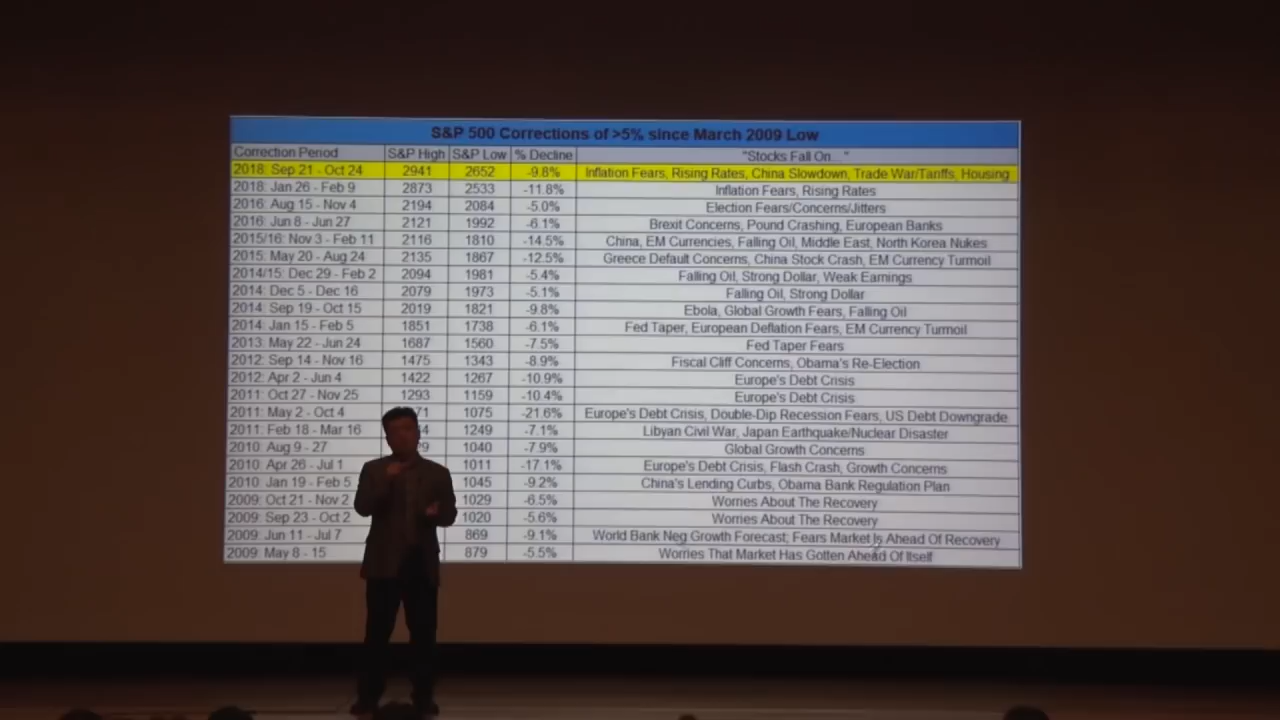 S&P 500 Corrections of >5% since March 2009 Low
Correction Period S&P High S&P Low % Decline "Stocks Fall On..."
2018: Sep 21 - Oct 24 2941 2652 -9.8% Inflation Fears, Rising Rates, China Slowdown, Trade War/Tariffs, Housing
2018: Jan 26 - Feb 9 2873 2533 -11.8% Inflation Fears, Rising Rates
2016: Aug 15 - Nov 4 2194 2084 -5.0% Election Fears/Concerns/Jitters
2016: Jun 8 - Jun 27 2121 1992 -6.1% Brexit Concerns, Pound Crashing, European Banks
2015/16: Nov 3 - Feb 11 2116 1810 -14.5% China, EM Currencies, Falling Oil, Middle East, North Korea Nukes
2015: May 20 - Aug 24 2135 1867 -12.5% Greece Default Concerns, China Stock Crash, EM Currency Turmoil
2014/15: Dec 29 - Feb 2 2094 1981 -5.4% Falling Oil, Strong Dollar, Weak Earnings
2014: Dec 5 - Dec 16 2079 1973 -5.1% Falling Oil, Strong Dollar
2014: Sep 19 - Oct 15 2019 1821 -9.8% Ebola, Global Growth Fears, Falling Oil
2014: Jan 15 - Feb 5 1851 1738 -6.1% Fed Taper, European Deflation Fears, EM Currency Turmoil
2013: May 22 - Jun 24 1687 1560 -7.5% Fed Taper Fears
2012: Sep 14 - Nov 16 1475 1343 -8.9% Fiscal Cliff Concerns, Obama's Re-Election
2012: Apr 2 - Jun 4 1422 1267 -10.9% Europe's Debt Crisis
2011: Oct 27 - Nov 25 1293 1159 -10.4% Europe's Debt Crisis
2011: May 2 - Oct 4 71 1075 -21.6% Europe's Debt Crisis, Double-Dip Recession Fears, US Debt Downgrade
2011: Feb 18 - Mar 16 4 1249 -7.1% Libyan Civil War, Japan Earthquake/Nuclear Disaster
2010: Aug 9 - 27 9 1040 -7.9% Global Growth Concerns
2010: Apr 26 - Jul 1 1011 -17.1% Europe's Debt Crisis, Flash Crash, Growth Concerns
2010: Jan 19 - Feb 5 1045 -9.2% China's Lending Curbs, Obama Bank Regulation Plan
2009: Oct 21 - Nov 2 1029 -6.5% Worries About The Recovery
2009: Sep 23 - Oct 2 1020 -5.6% Worries About The Recovery
2009: Jun 11 - Jul 7 869 -9.1% World Bank Neg Growth Forecast, Fears Market Is Ahead Of Recovery
2009: May 8 - 15 879 -5.5% Worries That Market Has Gotten Ahead Of Itself